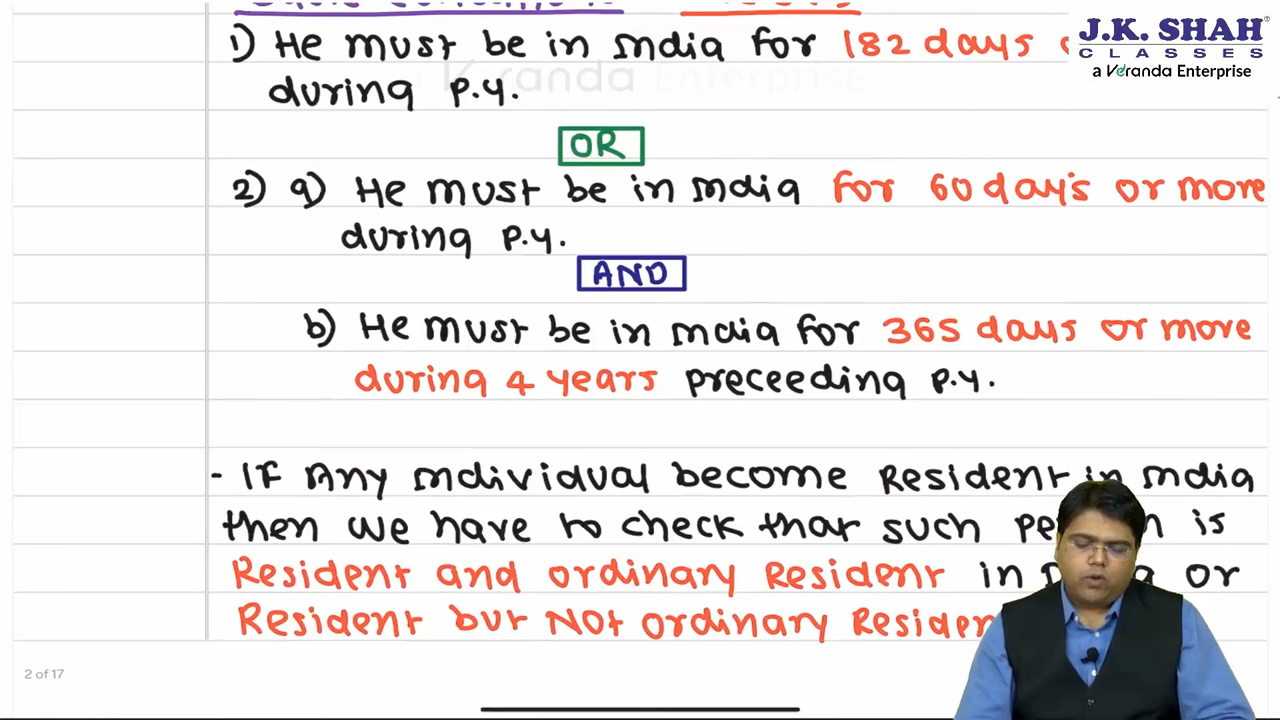 J.K. SHAH
CLASSES
a Veranda Enterprise
1) He must be in India for 182 days
during P.Y.
OR
2) a) He must be in India for 60 days or more
during P.Y.
AND
b) He must be in India for 365 days or more
during 4 years preceeding P.Y.
- If Any Individual become Resident in India
then we have to check that such is
Resident and ordinary Resident in or
Resident but Not ordinary
2 of 17